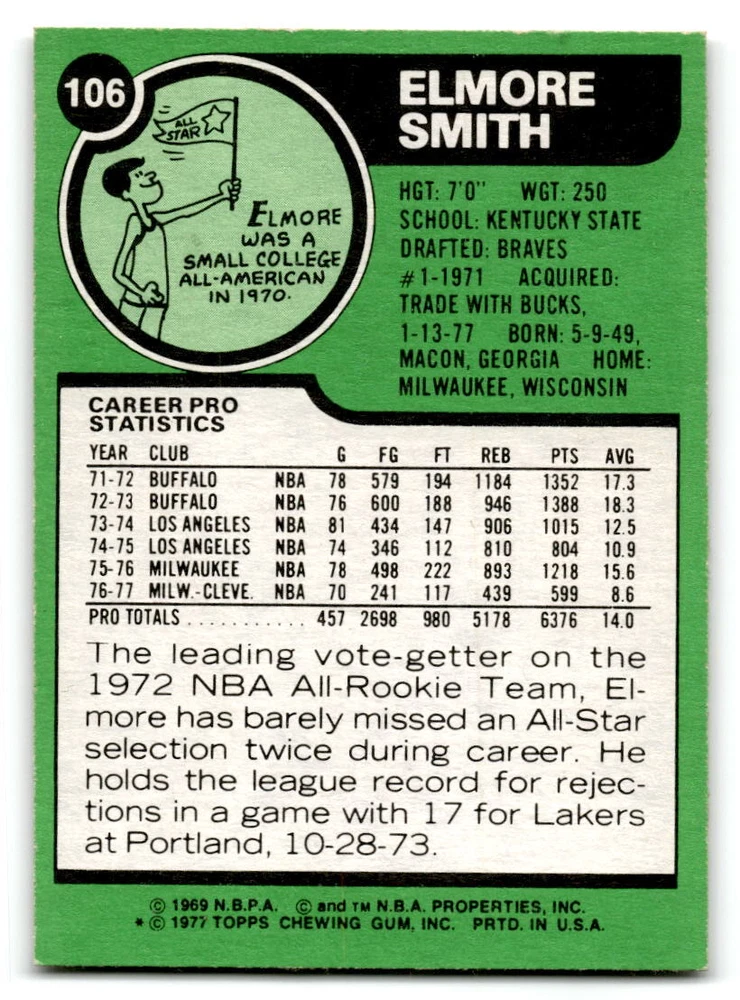 106
ELMORE
SMITH
ALL
STAR
ELMORE
WAS A
SMALL COLLEGE
ALL-AMERICAN
IN 1970.
HGT: 7'0" WGT: 250
SCHOOL: KENTUCKY STATE
DRAFTED: BRAVES
#1-1971 ACQUIRED:
TRADE WITH BUCKS,
1-13-77 BORN: 5-9-49,
MACON, GEORGIA HOME:
MILWAUKEE, WISCONSIN
CAREER PRO
STATISTICS
YEAR CLUB G FG FT REB PTS AVG
71-72 BUFFALO NBA 78 579 194 1184 1352 17.3
72-73 BUFFALO NBA 76 600 188 946 1388 18.3
73-74 LOS ANGELES NBA 81 434 147 906 1015 12.5
74-75 LOS ANGELES NBA 74 346 112 810 804 10.9
75-76 MILWAUKEE NBA 78 498 222 893 1218 15.6
76-77 MILW.-CLEVE. NBA 70 241 117 439 599 8.6
PRO TOTALS ........... 457 2698 980 5178 6376 14.0
The leading vote-getter on the
1972 NBA All-Rookie Team, El-
more has barely missed an All-Star
selection twice during career. He
holds the league record for rejec-
tions in a game with 17 for Lakers
at Portland, 10-28-73.
© 1969 N.B.P.A. © and TM N.B.A. PROPERTIES, INC.
* © 1977 TOPPS CHEWING GUM, INC. PRTD. IN U.S.A.